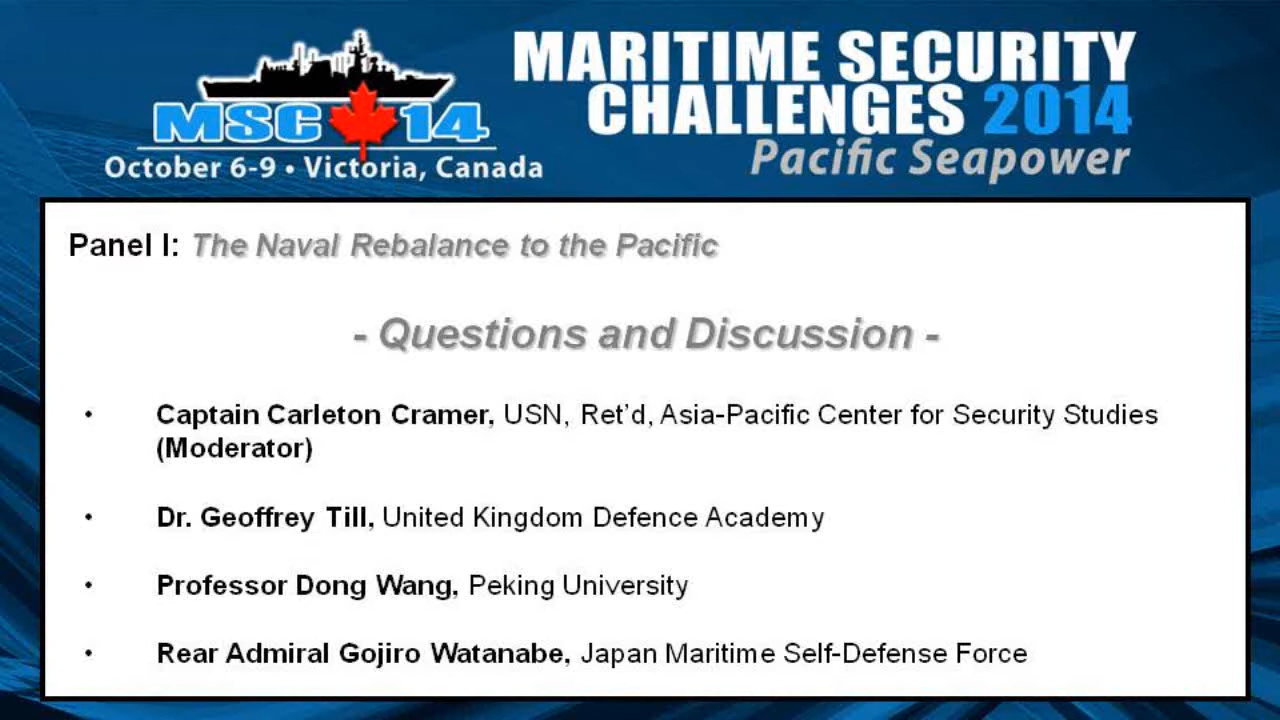 MSC 14
October 6-9 • Victoria, Canada
MARITIME SECURITY
CHALLENGES 2014
Pacific Seapower
Panel I: The Naval Rebalance to the Pacific
- Questions and Discussion -
• Captain Carleton Cramer, USN, Ret’d, Asia-Pacific Center for Security Studies
(Moderator)
• Dr. Geoffrey Till, United Kingdom Defence Academy
• Professor Dong Wang, Peking University
• Rear Admiral Gojiro Watanabe, Japan Maritime Self-Defense Force